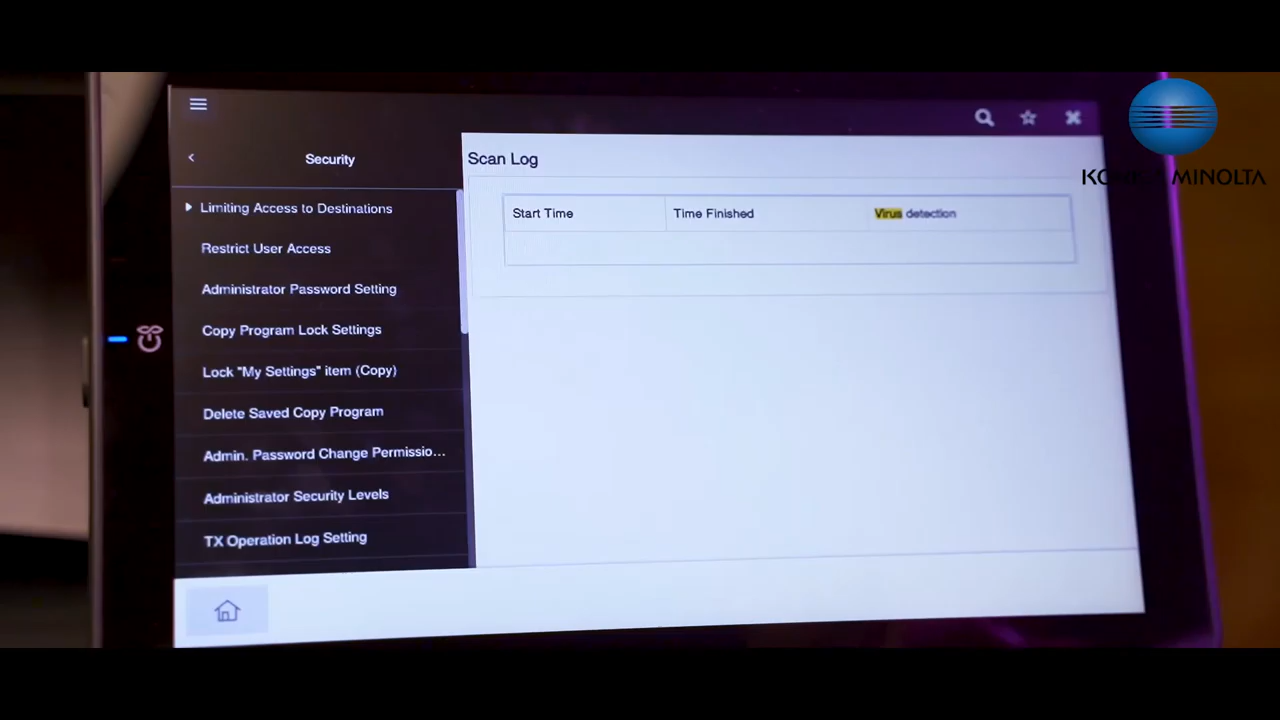 Security
Limiting Access to Destinations
Restrict User Access
Administrator Password Setting
Copy Program Lock Settings
Lock "My Settings" item (Copy)
Delete Saved Copy Program
Admin. Password Change Permissio...
Administrator Security Levels
TX Operation Log Setting
Scan Log
Start Time
Time Finished
Virus detection
KONICA MINOLTA